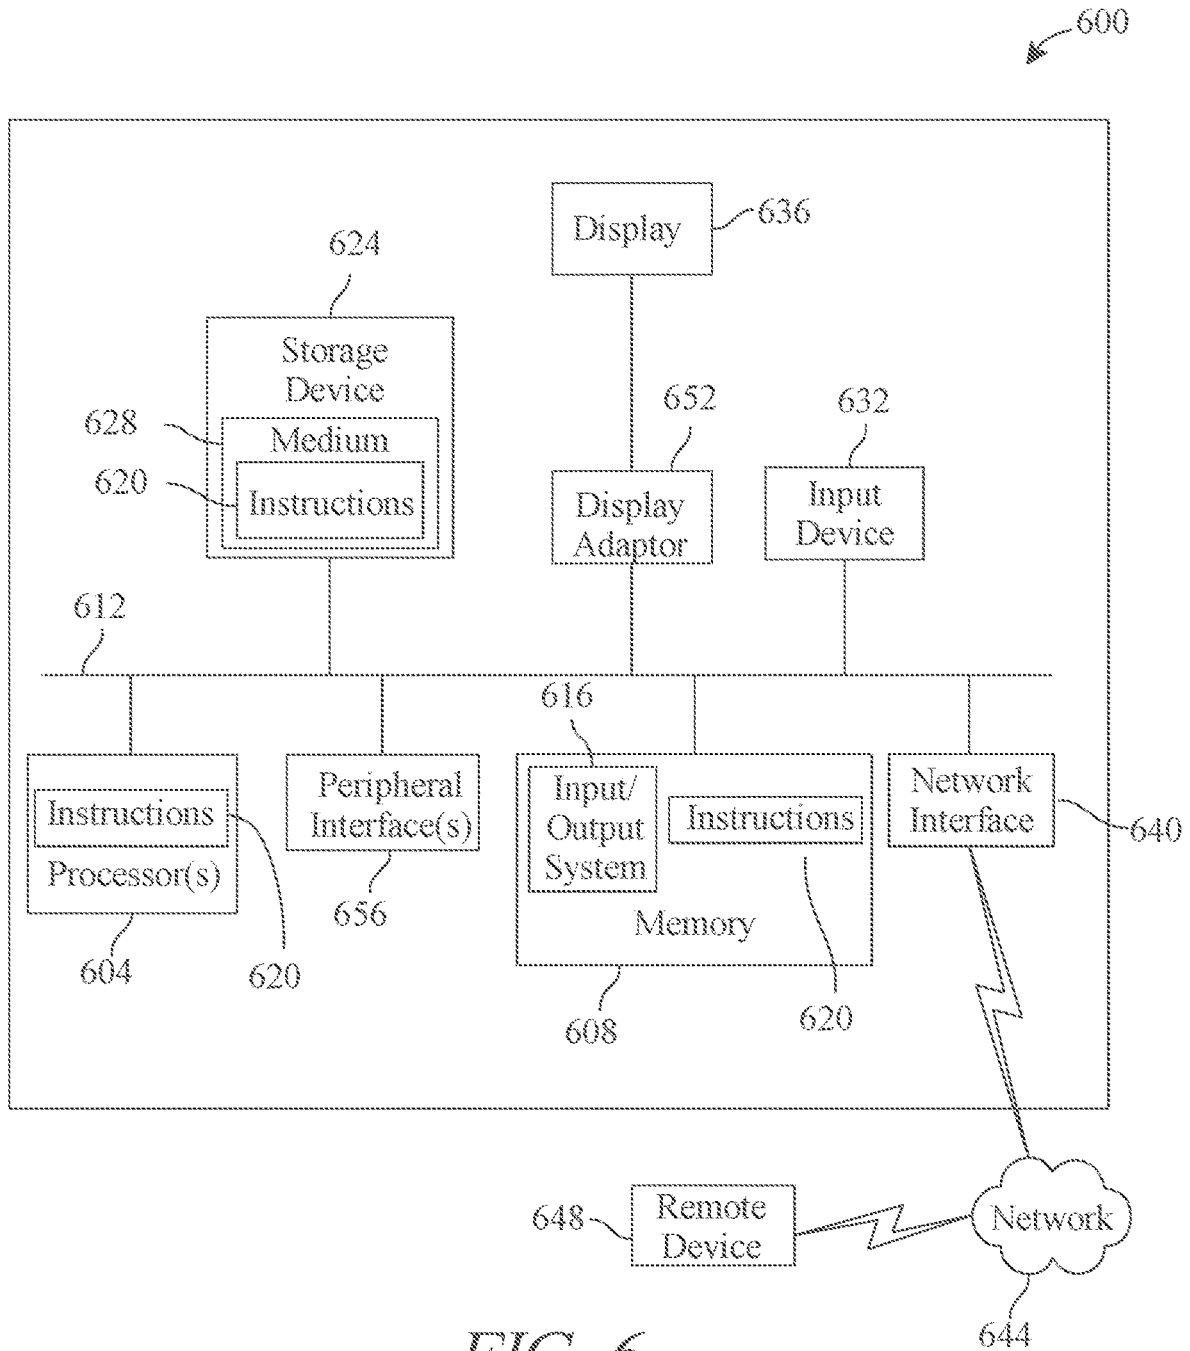 600
Display
636
624
Storage
Device
628
Medium
620
Instructions
652
Display
Adaptor
632
Input
Device
612
616
Instructions
Processor(s)
604
620
Peripheral
Interface(s)
656
Input/
Output
System
Instructions
Memory
608
620
Network
Interface
640
648
Remote
Device
Network
644
FIG. 6